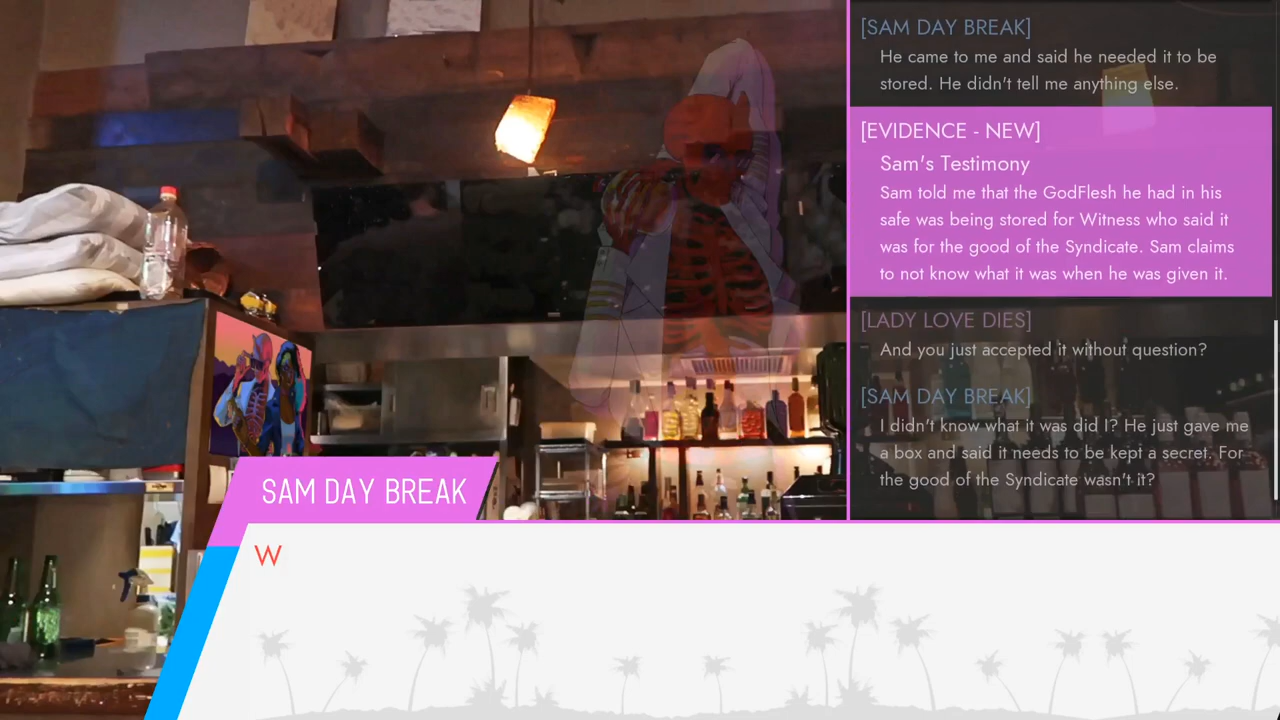 [SAM DAY BREAK]
He came to me and said he needed it to be
stored. He didn't tell me anything else.
[EVIDENCE - NEW]
Sam's Testimony
Sam told me that the GodFlesh he had in his
safe was being stored for Witness who said it
was for the good of the Syndicate. Sam claims
to not know what it was when he was given it.
[LADY LOVE DIES]
And you just accepted it without question?
[SAM DAY BREAK]
I didn't know what it was did I? He just gave me
a box and said it needs to be kept a secret. For
the good of the Syndicate wasn't it?
SAM DAY BREAK
W